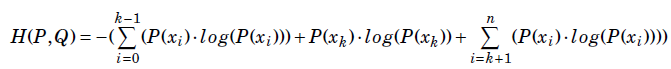 H(P,Q) = −(∑_{i=0}^{k−1}(P(x_i)·log(P(x_i))) + P(x_k)·log(P(x_k)) + ∑_{i=k+1}^{n}(P(x_i)·log(P(x_i))))